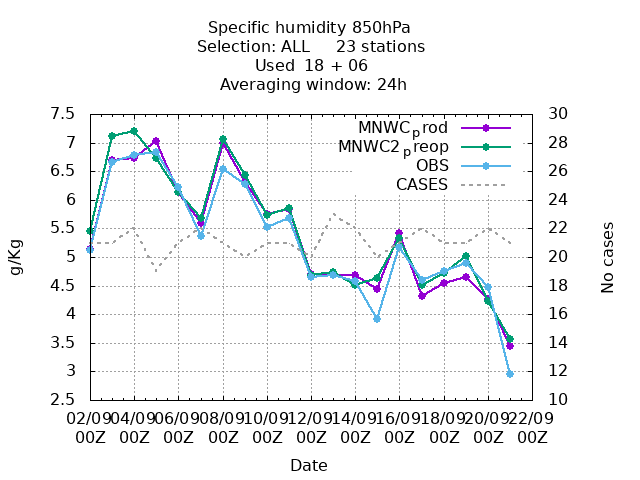 Specific humidity 850hPa
Selection: ALL     23 stations
Used  18 + 06
Averaging window: 24h
7.5
7
6.5
6
5.5
5
4.5
4
3.5
3
2.5
g/Kg
MNWCprod
MNWC2preop
OBS
CASES
30
28
26
24
22
20
18
16
14
12
10
No cases
02/09 04/09 06/09 08/09 10/09 12/09 14/09 16/09 18/09 20/09 22/09
00Z 00Z 00Z 00Z 00Z 00Z 00Z 00Z 00Z 00Z 00Z
Date